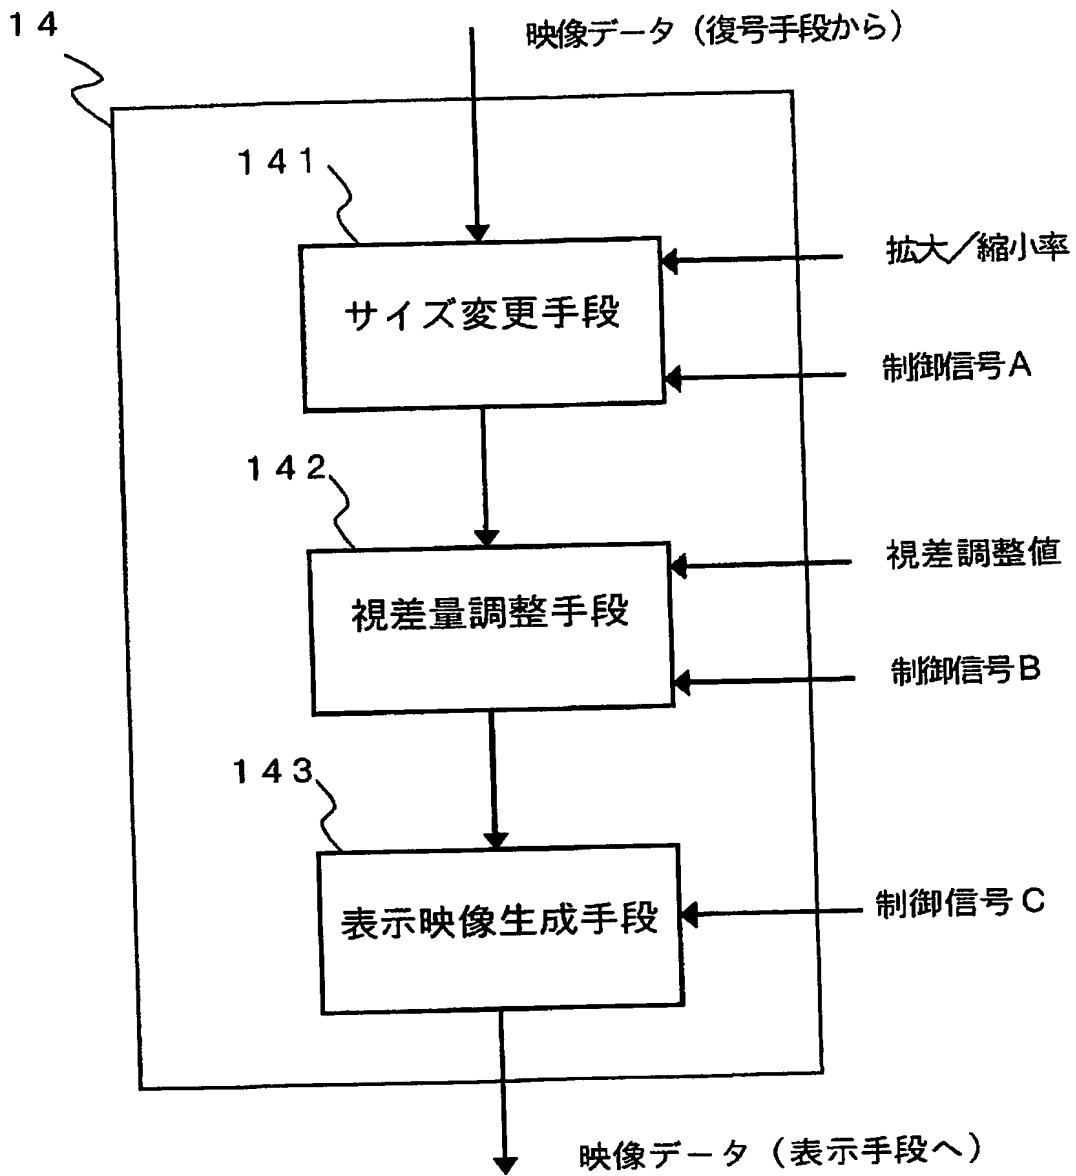 14
映像データ（復号手段から）
141
サイズ変更手段
拡大／縮小率
制御信号A
142
視差量調整手段
視差調整値
制御信号B
143
表示映像生成手段
制御信号C
映像データ（表示手段へ）